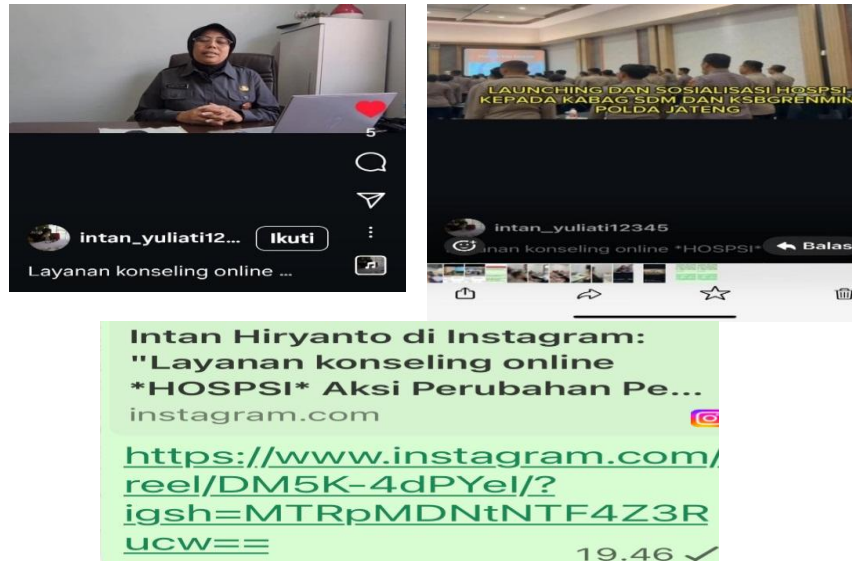 5
intan_yuliati12...
Ikuti
Layanan konseling online ...
LAUNCHING DAN SOSIALISASI HOSPSI
KEPADA KABAG SDM DAN KSBGRENMIN
POLDA JATENG
intan_yuliati12345
anan konseling online *HOSPSI*
Balas
Intan Hiryanto di Instagram:
"Layanan konseling online
*HOSPSI* Aksi Perubahan Pe...
instagram.com
https://www.instagram.com/
reel/DM5K-4dPYeI/?
igsh=MTRpMDNtNTF4Z3R
ucw==
19.46